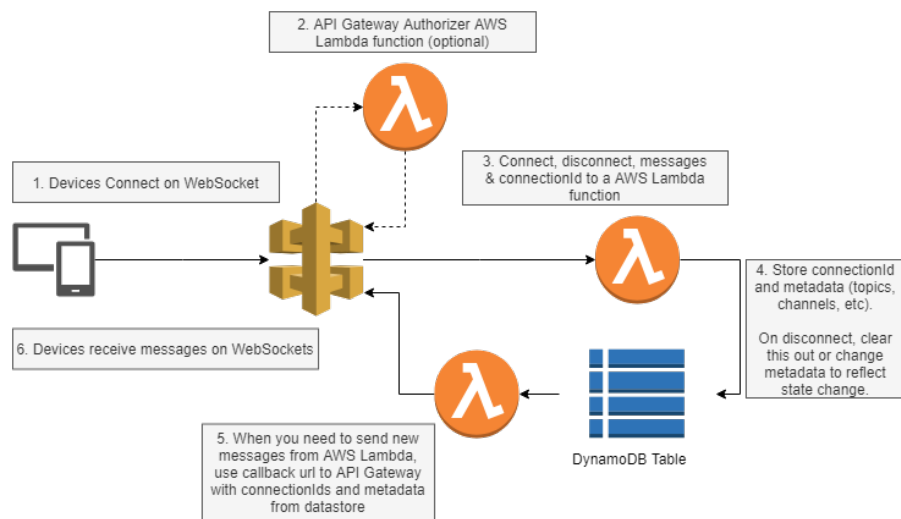 2. API Gateway Authorizer AWS
Lambda function (optional)
1. Devices Connect on WebSocket
3. Connect, disconnect, messages
& connectionId to a AWS Lambda
function
4. Store connectionId
and metadata (topics,
channels, etc).
On disconnect, clear
this out or change
metadata to reflect
state change.
6. Devices receive messages on WebSockets
5. When you need to send new
messages from AWS Lambda,
use callback url to API Gateway
with connectionIds and metadata
from datastore
DynamoDB Table